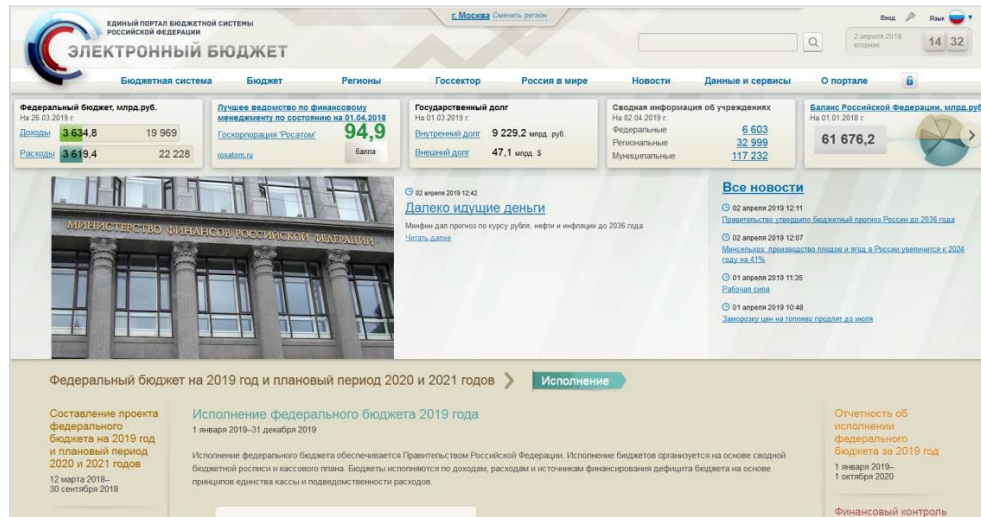 ЕДИНЫЙ ПОРТАЛ БЮДЖЕТНОЙ СИСТЕМЫ
РОССИЙСКОЙ ФЕДЕРАЦИИ
ЭЛЕКТРОННЫЙ БЮДЖЕТ
г. Москва Сменить регион
Вход Язык
2 апреля 2019
вторник
14 32
Бюджетная система Бюджет Регионы Госсектор Россия в мире Новости Данные и сервисы О портале
Федеральный бюджет, млрд.руб.
На 26.03.2019 г.
Доходы 3 634,8 19 969
Расходы 3 619,4 22 228
Лучшее ведомство по финансовому
менеджменту по состоянию на 01.04.2018
Госкорпорация "Росатом" 94,9
rosatom.ru балла
Государственный долг
На 01.03.2019 г.
Внутренний долг 9 229,2 млрд. руб.
Внешний долг 47,1 млрд. $
Сводная информация об учреждениях
На 02.04.2019 г.
Федеральные 6 603
Региональные 32 999
Муниципальные 117 232
Баланс Российской Федерации, млрд.руб
На 01.01.2018 г.
61 676,2
МИНИСТЕРСТВО ФИНАНСОВ РОССИЙСКОЙ ФЕДЕРАЦИИ
02 апреля 2019 12:42
Далеко идущие деньги
Минфин дал прогноз по курсу рубля, нефти и инфляции до 2036 года
Читать далее
Все новости
02 апреля 2019 12:11
Правительство утвердило бюджетный прогноз России до 2036 года
02 апреля 2019 12:07
Минсельхоз: производство плодов и ягод в России увеличится к 2024
году на 41%
01 апреля 2019 11:35
Рабочая сила
01 апреля 2019 10:48
Заморозку цен на топливо продлят до июля
Федеральный бюджет на 2019 год и плановый период 2020 и 2021 годов Исполнение
Составление проекта
федерального
бюджета на 2019 год
и плановый период
2020 и 2021 годов
12 марта 2018–
30 сентября 2018
Исполнение федерального бюджета 2019 года
1 января 2019–31 декабря 2019
Исполнение федерального бюджета обеспечивается Правительством Российской Федерации. Исполнение бюджетов организуется на основе сводной
бюджетной росписи и кассового плана. Бюджеты исполняются по доходам, расходам и источникам финансирования дефицита бюджета на основе
принципов единства кассы и подведомственности расходов.
Отчетность об
исполнении
федерального
бюджета за 2019 год
1 января 2019–
1 октября 2020
Финансовый контроль